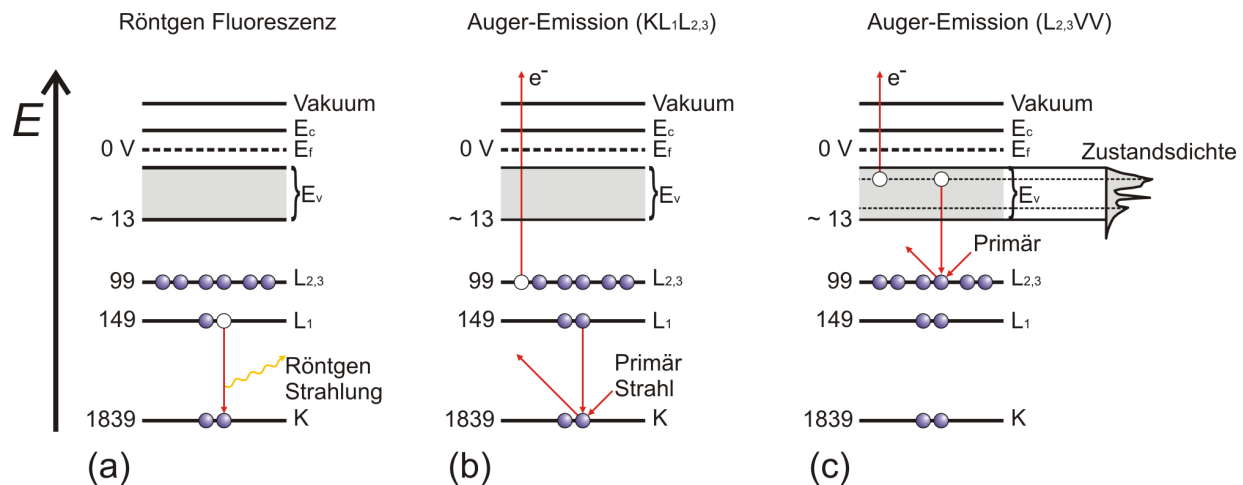 Röntgen Fluoreszenz
E
Vakuum
Ec
0 V
Ef
Ev
~ 13
99
L2,3
149
L1
Röntgen
Strahlung
1839
K
(a)
Auger-Emission (KL1L2,3)
e-
Vakuum
Ec
0 V
Ef
Ev
~ 13
99
L2,3
149
L1
Primär
Strahl
1839
K
(b)
Auger-Emission (L2,3VV)
e-
Vakuum
Ec
0 V
Ef
Zustandsdichte
Ev
~ 13
Primär
99
L2,3
149
L1
1839
K
(c)